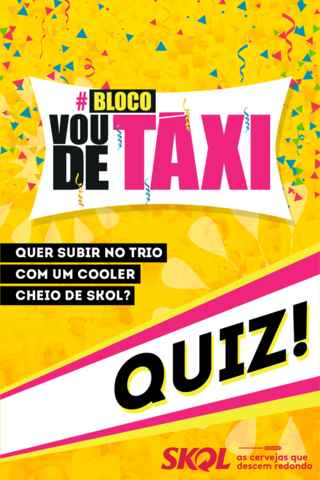 #BLOCO
VOU
DE TÁXI
QUER SUBIR NO TRIO
COM UM COOLER
CHEIO DE SKOL?
QUIZ!
SKOL
as cervejas que
descem redondo